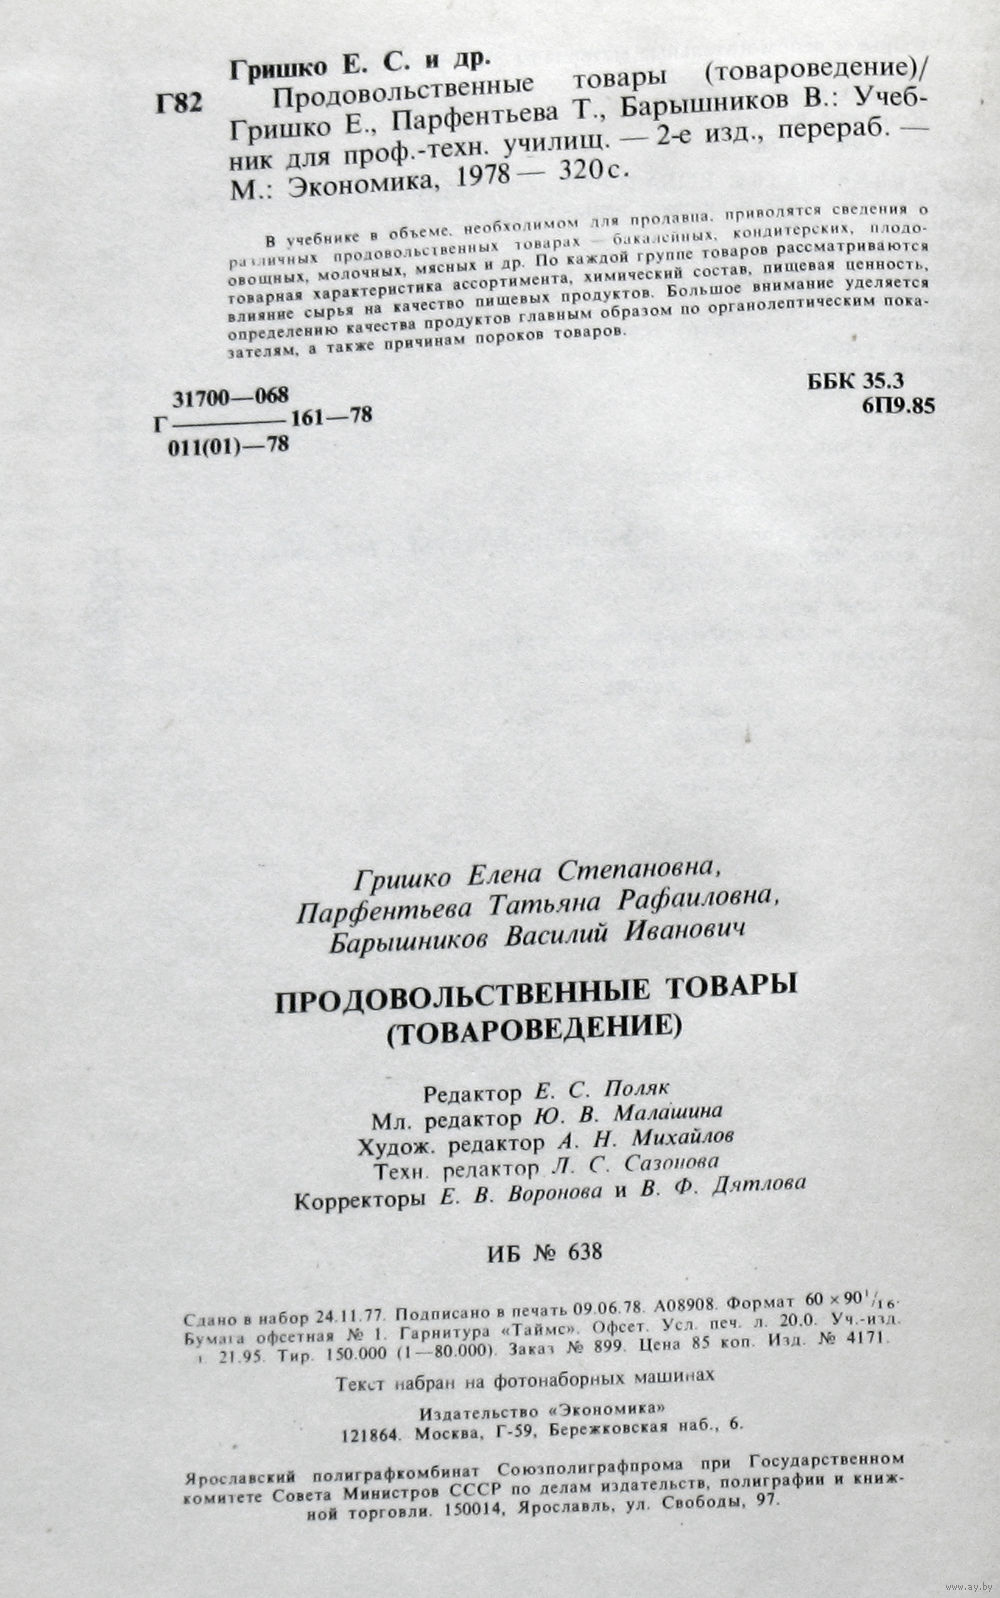 Гришко Е. С. и др.
Г82 Продовольственные товары (товароведение)/
Гришко Е., Парфентьева Т., Барышников В.: Учеб-
ник для проф.-техн. училищ. — 2-е изд., перераб. —
М.: Экономика, 1978 — 320 с.
В учебнике в объеме, необходимом для продавца, приводятся сведения о
различных продовольственных товарах — бакалейных, кондитерских, плодо-
овощных, молочных, мясных и др. По каждой группе товаров рассматриваются
товарная характеристика ассортимента, химический состав, пищевая ценность,
влияние сырья на качество пищевых продуктов. Большое внимание уделяется
определению качества продуктов главным образом по органолептическим пока-
зателям, а также причинам пороков товаров.
31700—068
Г ——— 161—78
011(01)—78
ББК 35.3
6П9.85
Гришко Елена Степановна,
Парфентьева Татьяна Рафаиловна,
Барышников Василий Иванович
ПРОДОВОЛЬСТВЕННЫЕ ТОВАРЫ
(ТОВАРОВЕДЕНИЕ)
Редактор Е. С. Поляк
Мл. редактор Ю. В. Малашина
Худож. редактор А. Н. Михайлов
Техн. редактор Л. С. Сазонова
Корректоры Е. В. Воронова и В. Ф. Дятлова
ИБ № 638
Сдано в набор 24.11.77. Подписано в печать 09.06.78. А08908. Формат 60 × 90 1/16.
Бумага офсетная № 1. Гарнитура «Таймс». Офсет. Усл. печ. л. 20,0. Уч.-изд.
л. 21.95. Тир. 150.000 (1—80.000). Заказ № 899. Цена 85 коп. Изд. № 4171.
Текст набран на фотонаборных машинах
Издательство «Экономика»
121864. Москва, Г-59, Бережковская наб., 6.
Ярославский полиграфкомбинат Союзполиграфпрома при Государственном
комитете Совета Министров СССР по делам издательств, полиграфии и книж-
ной торговли. 150014, Ярославль, ул. Свободы, 97.
www.ay.by